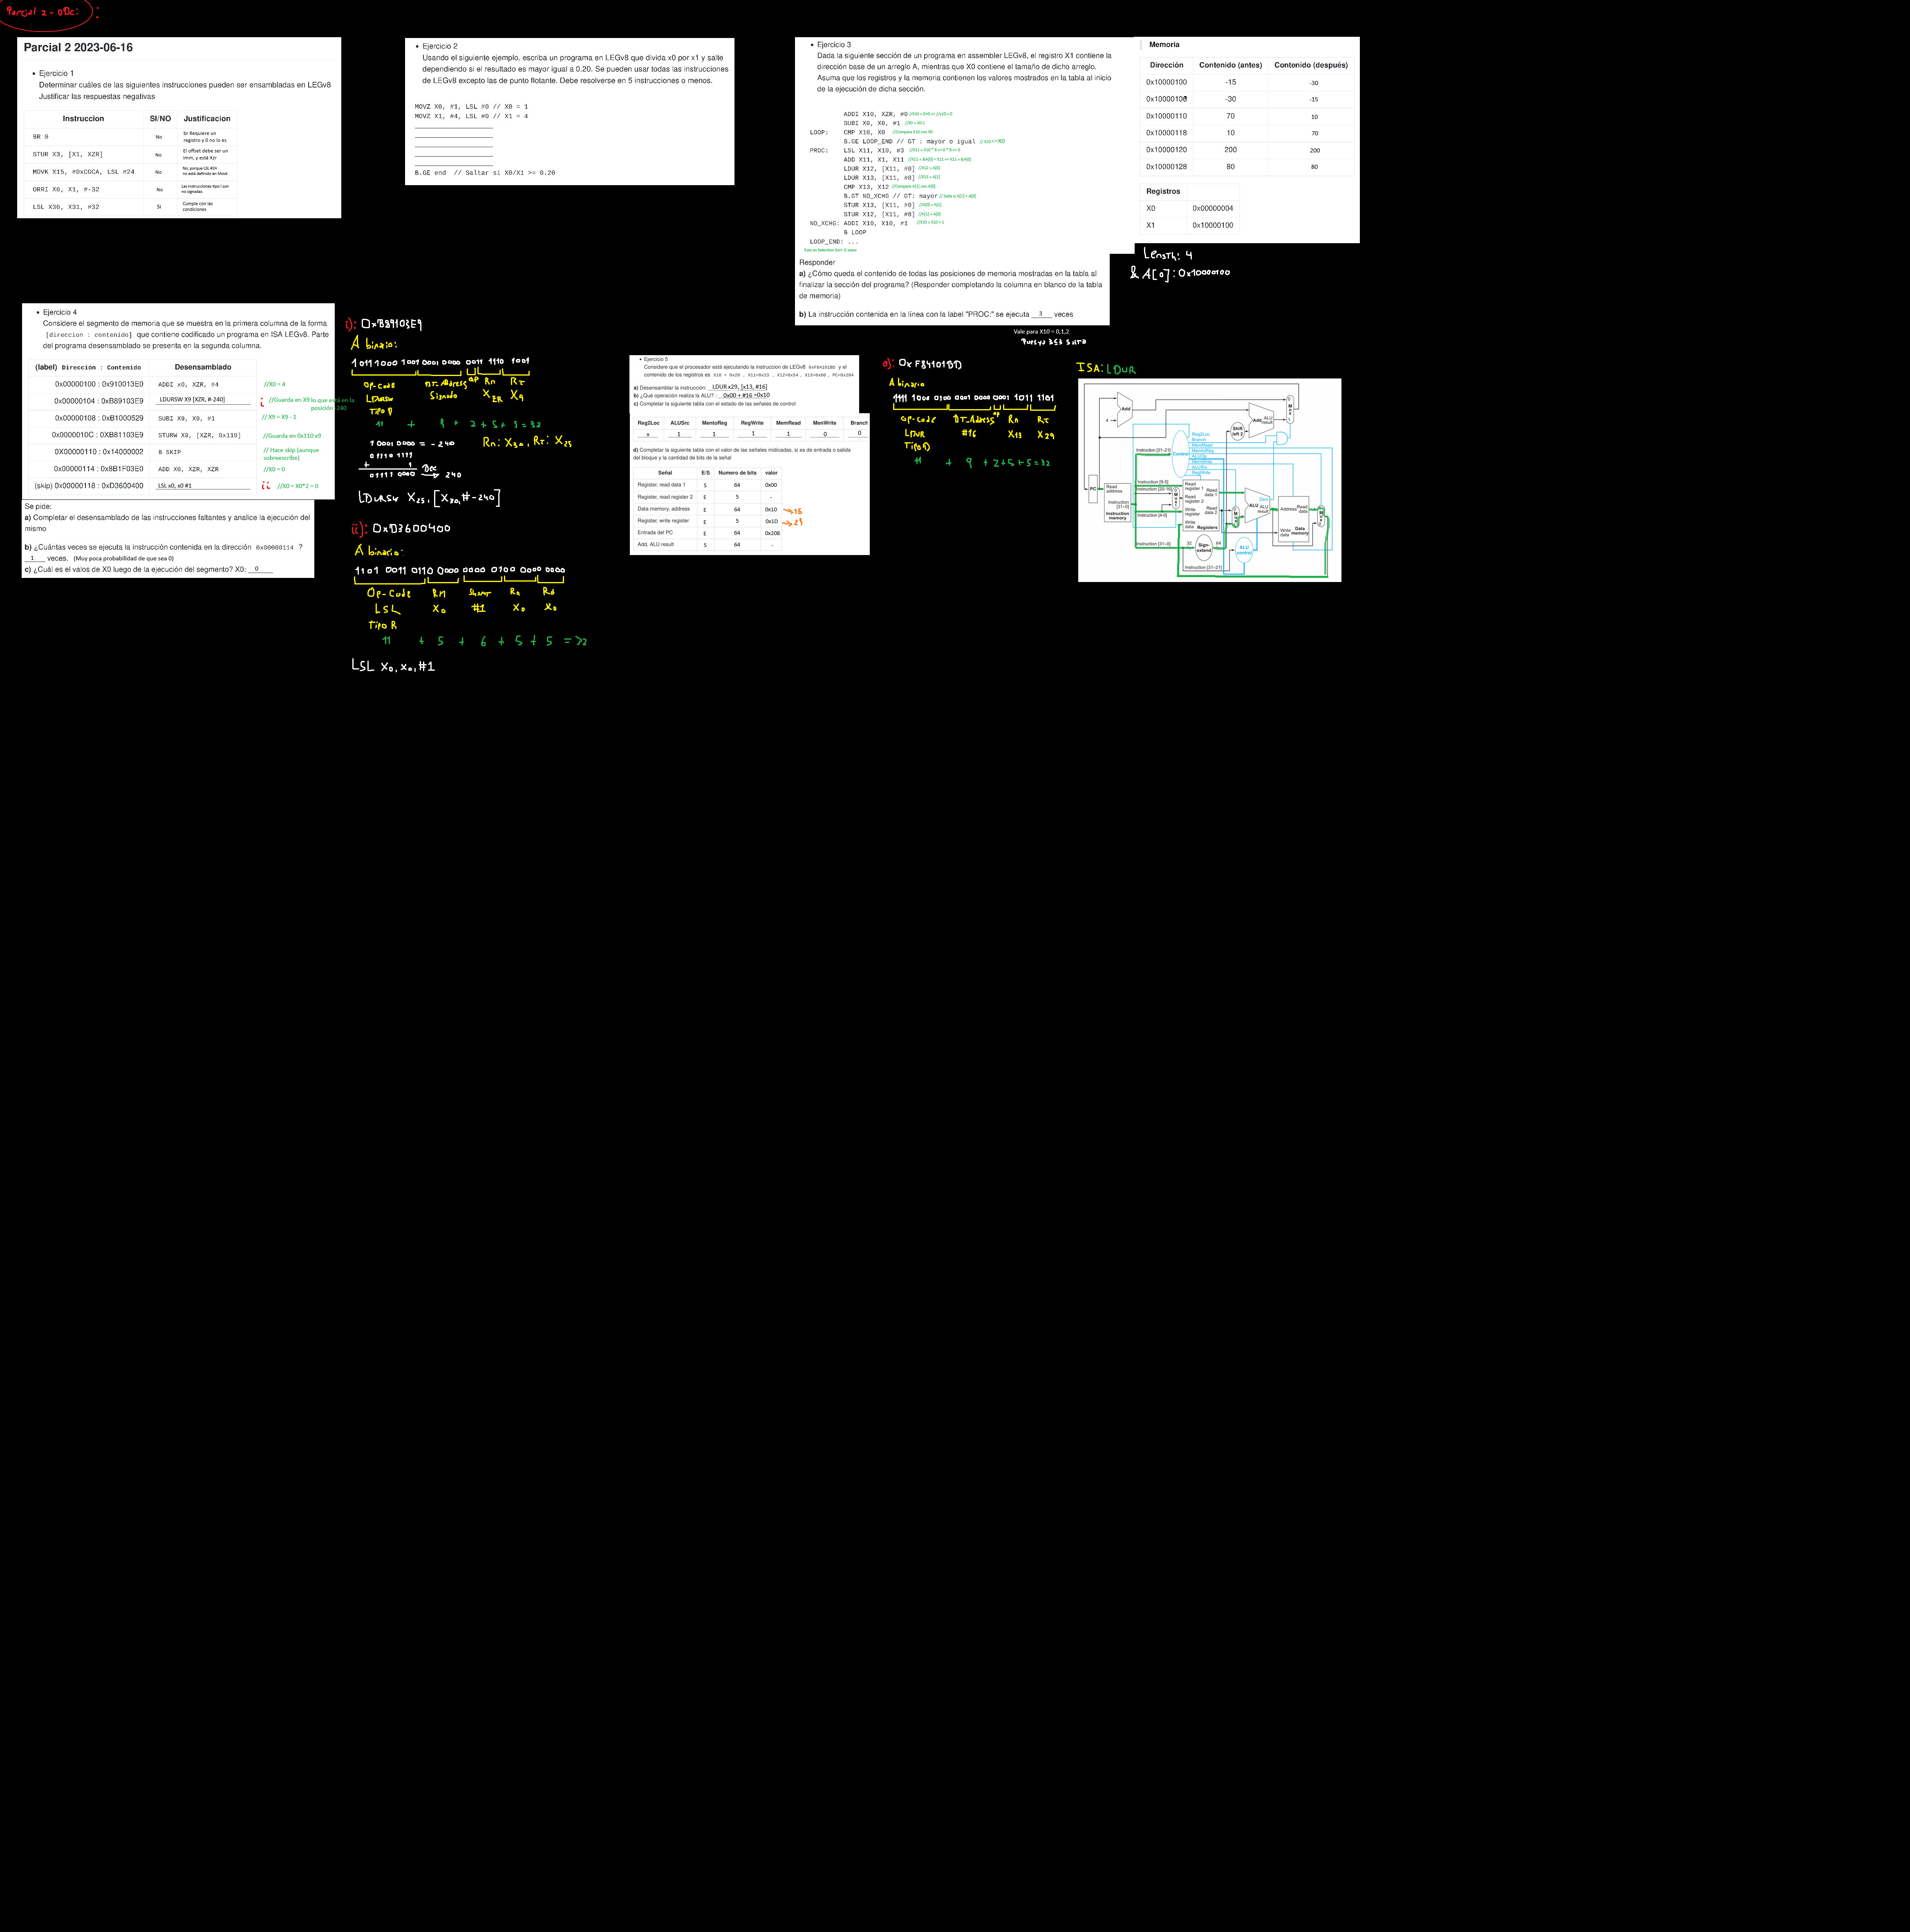 Parcial 2 - ODC:
Parcial 2 2023-06-16
• Ejercicio 1
Determinar cuáles de las siguientes instrucciones pueden ser ensambladas en LEGv8
Justificar las respuestas negativas
Instruccion SI/NO Justificacion
BR 0 No br Requiere un registro y 0 no lo es
STUR X3, [X1, XZR] No El offset debe ser un imm, y está Xzr
MOVK X15, #0xCOCA, LSL #24 No No, porque LSL #24 no está definido en MovK
ORRI X0, X1, #-32 No Las instrucciones tipo I son no signadas
LSL X30, X31, #32 Si Cumple con las condiciones
• Ejercicio 2
Usando el siguiente ejemplo, escriba un programa en LEGv8 que divida x0 por x1 y salte
dependiendo si el resultado es mayor igual a 0.20. Se pueden usar todas las instrucciones
de LEGv8 excepto las de punto flotante. Debe resolverse en 5 instrucciones o menos.
MOVZ X0, #1, LSL #0 // X0 = 1
MOVZ X1, #4, LSL #0 // X1 = 4
B.GE end // Saltar si X0/X1 >= 0.20
• Ejercicio 3
Dada la siguiente sección de un programa en assembler LEGv8, el registro X1 contiene la
dirección base de un arreglo A, mientras que X0 contiene el tamaño de dicho arreglo.
Asuma que los registros y la memoria contienen los valores mostrados en la tabla al inicio
de la ejecución de dicha sección.
ADDI X10, XZR, #0
SUBI X0, X0, #1
LOOP: CMP X10, X0 //Compara X10 con X0
B.GE LOOP_END // GT : mayor o igual
PROC: LSL X11, X10, #3
ADD X11, X1, X11
LDUR X12, [X11, #0] //X12 = A[0]
LDUR X13, [X11, #8] //X13 = A[1]
CMP X13, X12 //Compara A[1] con A[0]
B.GT NO_XCHG // GT: mayor // Salta si A[1] > A[0]
STUR X13, [X11, #0] //A[0] = A[1]
STUR X12, [X11, #8] //A[1] = A[0]
NO_XCHG: ADDI X10, X10, #1 //X10 = X10 + 1
B LOOP
LOOP_END: ...
Responder
a) ¿Cómo queda el contenido de todas las posiciones de memoria mostradas en la tabla al
finalizar la sección del programa? (Responder completando la columna en blanco de la tabla
de memoria)
b) La instrucción contenida en la línea con la label "PROC:" se ejecuta 3 veces
Vale para X10 = 0,1,2
Memoria
Dirección Contenido (antes) Contenido (después)
0x10000100 -15 -30
0x10000108 -30 -15
0x10000110 70 10
0x10000118 10 70
0x10000120 200 200
0x10000128 80 80
Registros
X0 0x00000004
X1 0x10000100
Length: 4
& A[0]: 0x10000100
• Ejercicio 4
Considere el segmento de memoria que se muestra en la primera columna de la forma
[direccion : contenido] que contiene codificado un programa en ISA LEGv8. Parte
del programa desensamblado se presenta en la segunda columna.
(label) Dirección : Contenido Desensamblado
0x00000100 : 0x910013E0 ADDI x0, XZR, #4 //X0 = 4
0x00000104 : 0xB89103E9 LDURSW X9 [XZR, #-240] i //Guarda en X9 lo que está en la posición -240
0x00000108 : 0xB1000529 SUBI X9, X9, #1 // X9 = X9 - 1
0x0000010C : 0XB81103E9 STURW X9, [XZR, 0x110] //Guarda en 0x110 x9
0X00000110 : 0x14000002 B SKIP // Hace skip (aunque sobreescribe)
0x00000114 : 0x8B1F03E0 ADD X0, XZR, XZR //X0 = 0
(skip) 0x00000118 : 0xD3600400 LSL x0, x0 #1 ii //X0 = X0*2 = 0
Se pide:
a) Completar el desensamblado de las instrucciones faltantes y analice la ejecución del
mismo
b) ¿Cuántas veces se ejecuta la instrucción contenida en la dirección 0x00000114 ?
1 veces. (Muy poca probabilidad de que sea 0)
c) ¿Cuál es el valos de X0 luego de la ejecución del segmento? X0: 0
i): 0xB89103E9
A binario:
1011 1000 1001 0001 0000 0011 1110 1001
Op-Code DT-Address op Rn Rt
LDURSW Signado XZR X9
Tipo D
11 + 9 + 2 + 5 + 5 = 32
1 0001 0000 = -240 Rn: X30, Rt: X25
0 1110 1111
+ 1
0 1111 0000 Dec 240
LDURSW X25, [X30, #-240]
ii): 0xD3600400
A binario:
1101 0011 0110 0000 0000 0100 0000 0000
Op-Code Rm Shamt Rn Rd
LSL X0 #1 X0 X0
Tipo R
11 + 5 + 6 + 5 + 5 = 32
LSL X0, X0, #1
• Ejercicio 5
Considere que el procesador está ejecutando la instruccion de LEGv8 0xF84101BD y el
contenido de los registros es X10 = 0x20 , X11=0x23 , X12=0x54 , X13=0x00 , PC=0x204
a) Desensamblar la instrucción: LDUR x29, [x13, #16]
b) ¿Qué operación realiza la ALU? : 0x00 + #16 =0x10
c) Completar la siguiente tabla con el estado de las señales de control
Reg2Loc ALUSrc MentoReg RegWrite MemRead MenWrite Branch
x 1 1 1 1 0 0
d) Completar la siguiente tabla con el valor de las señales indicadas, si es de entrada o salida
del bloque y la cantidad de bits de la señal
Señal E/S Numero de bits valor
Register, read data 1 S 64 0x00
Register, read register 2 E 5 -
Data memory, address E 64 0x10 → 16
Register, write register E 5 0x1D → 29
Entrada del PC E 64 0x208
Add, ALU result S 64 -
a): 0x F84101BD
A binario
1111 1000 0100 0001 0000 0001 1011 1101
Op-Code DT-Address op Rn Rt
LDUR #16 X13 X29
Tipo D
11 + 9 + 2+5+5=32
ISA: LDUR
Add
4
Shift left 2
Add ALU result
0 Mux 1
Reg2Loc
Branch
MemRead
MemtoReg
ALUOp
MemWrite
ALUSrc
RegWrite
Instruction [31–21]
Control
PC
Read address
Instruction [31–0]
Instruction memory
Instruction [9-5]
Instruction [20-16]
Instruction [4-0]
Read register 1
Read register 2
Write register
Write data
Read data 1
Read data 2
Registers
Zero
ALU ALU result
Address
Read data
Write data
Data memory
Instruction [31–0]
32
Sign-extend
64
ALU control
Instruction [31–21]